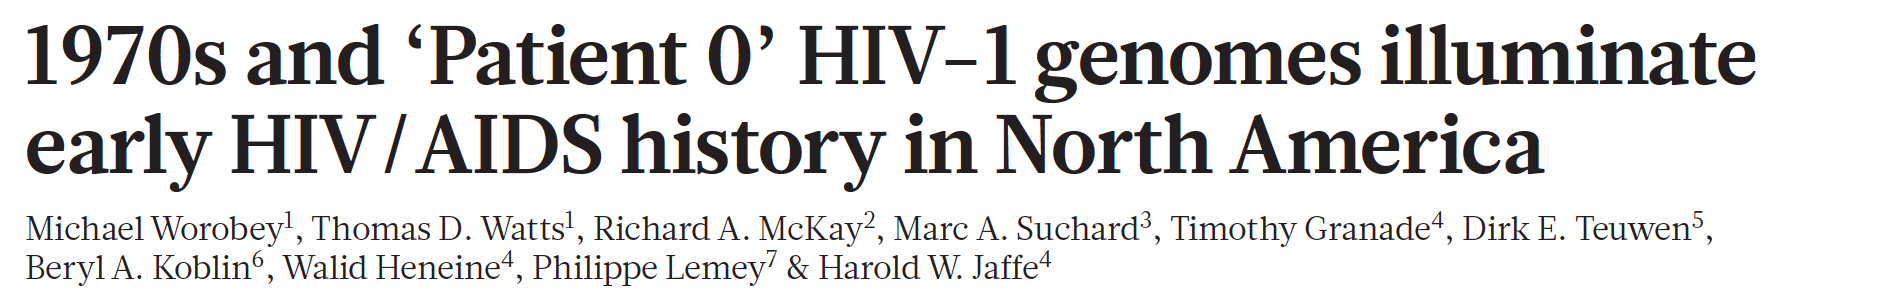 1970s and ‘Patient 0’ HIV-1 genomes illuminate
early HIV/AIDS history in North America
Michael Worobey¹, Thomas D. Watts¹, Richard A. McKay², Marc A. Suchard³, Timothy Granade⁴, Dirk E. Teuwen⁵,
Beryl A. Koblin⁶, Walid Heneine⁴, Philippe Lemey⁷ & Harold W. Jaffe⁴